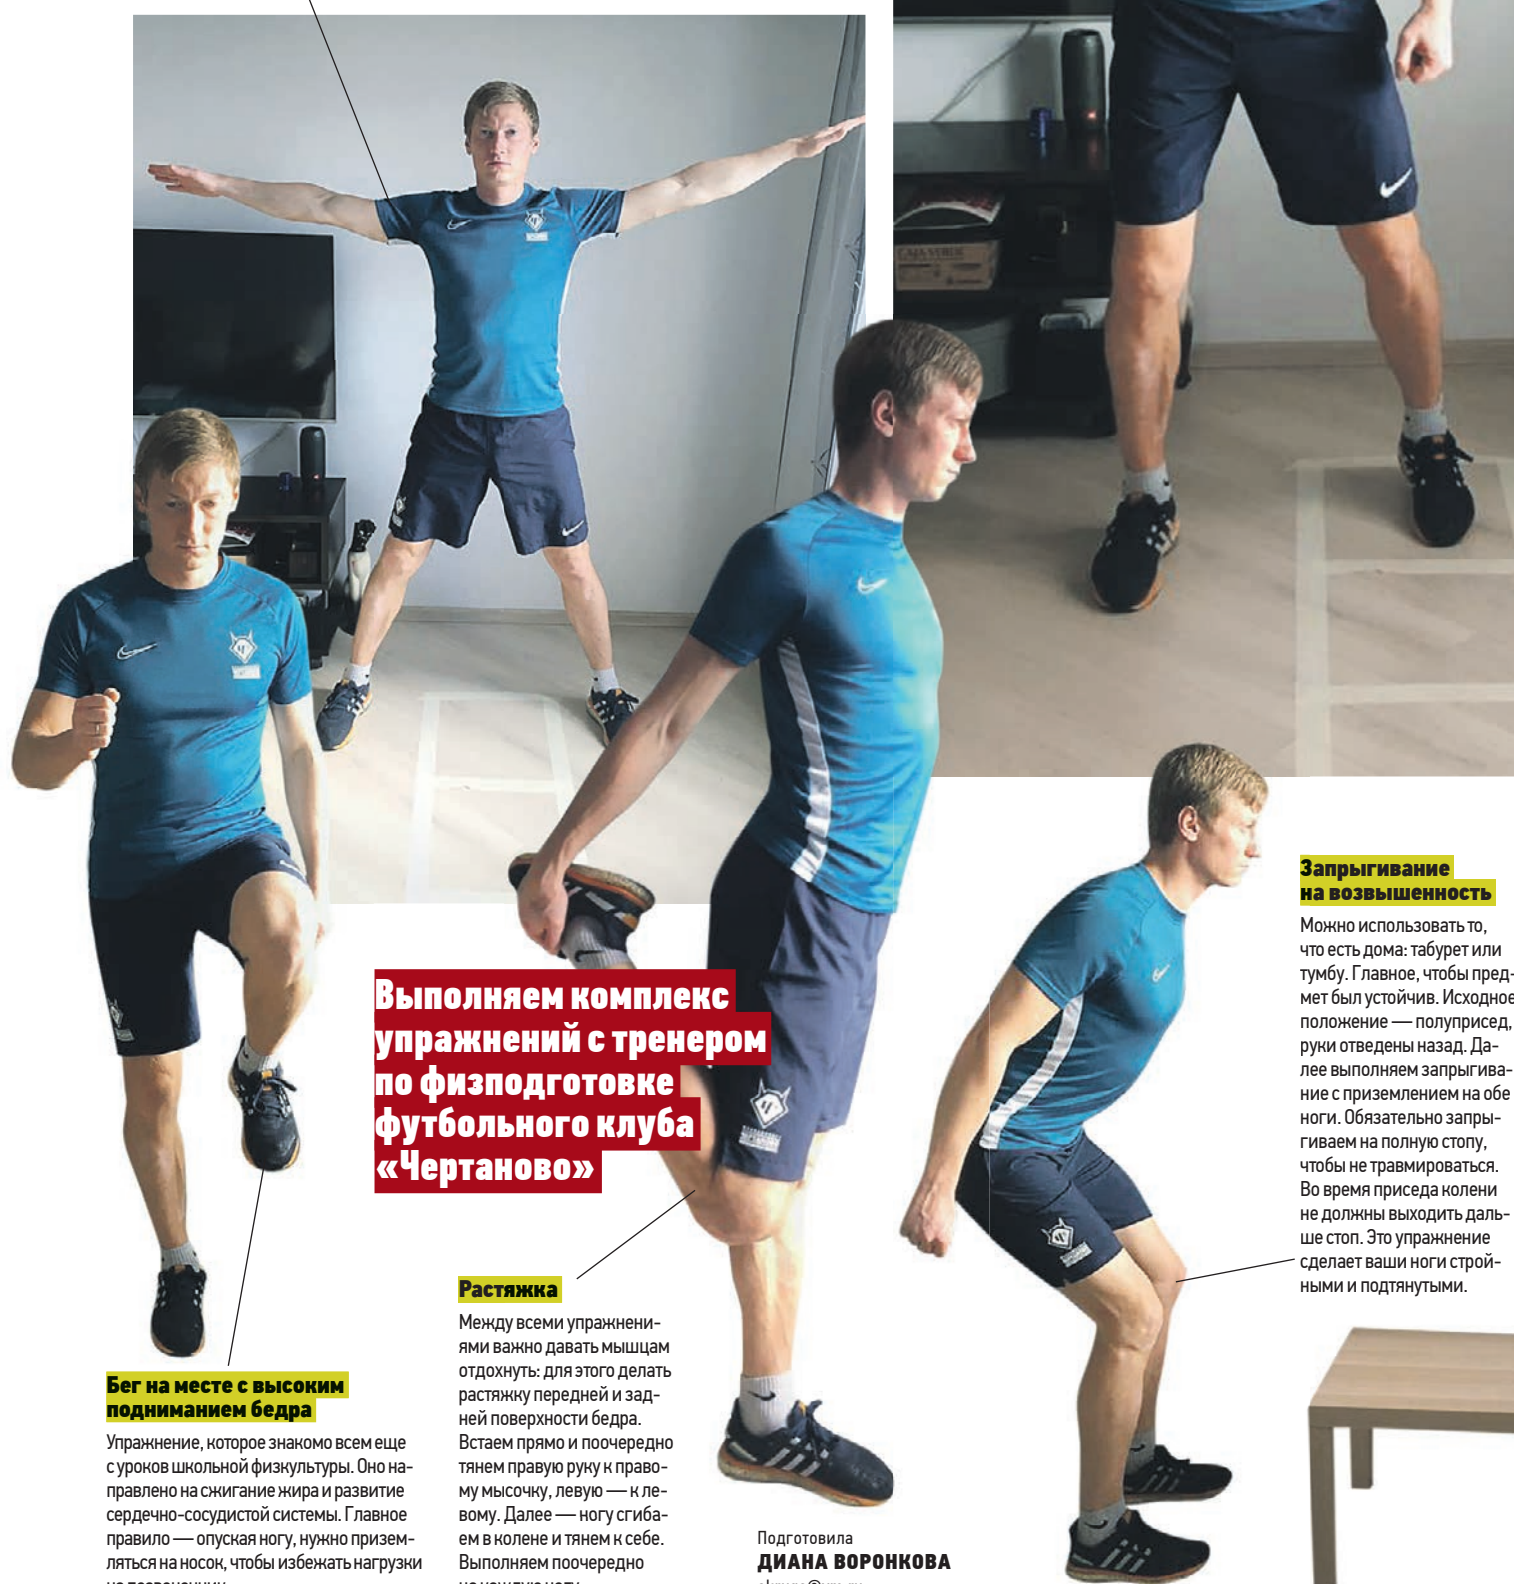 Выполняем комплекс
упражнений с тренером
по физподготовке
футбольного клуба
«Чертаново»
Бег на месте с высоким
подниманием бедра
Упражнение, которое знакомо всем еще
с уроков школьной физкультуры. Оно на-
правлено на сжигание жира и развитие
сердечно-сосудистой системы. Главное
правило — опуская ногу, нужно призем-
ляться на носок, чтобы избежать нагрузки
Растяжка
Между всеми упражнени-
ями важно давать мышцам
отдохнуть: для этого делать
растяжку передней и зад-
ней поверхности бедра.
Встаем прямо и поочередно
тянем правую руку к право-
му мысочку, левую — к ле-
вому. Далее — ногу сгиба-
ем в колене и тянем к себе.
Выполняем поочередно
Подготовила
ДИАНА ВОРОНКОВА
Запрыгивание
на возвышенность
Можно использовать то,
что есть дома: табурет или
тумбу. Главное, чтобы пред-
мет был устойчив. Исходное
положение — полуприсед,
руки отведены назад. Да-
лее выполняем запрыгива-
ние с приземлением на обе
ноги. Обязательно запры-
гиваем на полную стопу,
чтобы не травмироваться.
Во время приседа колени
не должны выходить даль-
ше стоп. Это упражнение
сделает ваши ноги строй-
ными и подтянутыми.